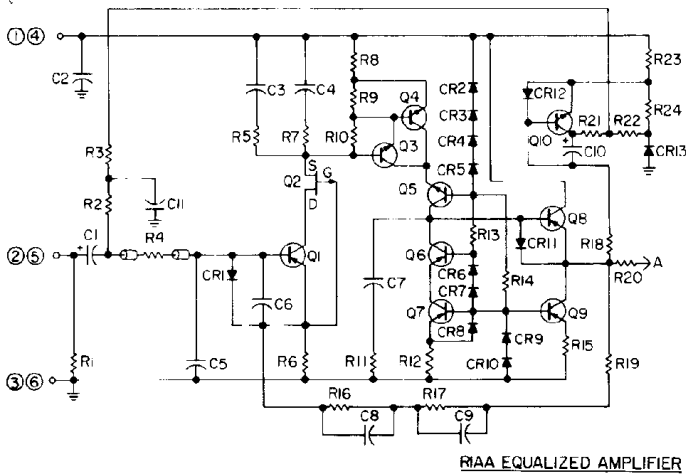 ①④
C2
C3
C4
R8
R9
R10
R5
R7
Q4
Q3
CR2
CR3
CR4
CR5
CR12
Q10
R21
R22
R23
R24
CR13
C10
R3
R2
C11
S
Q2
G
D
Q5
Q8
CR11
R18
R13
R14
R20
A
②⑤
C1
R4
CR1
Q1
C6
C7
Q6
CR6
CR7
Q7
CR8
Q9
CR9
CR10
R15
R1
C5
R6
R11
R12
R19
③⑥
R16
C8
R17
C9
RIAA EQUALIZED AMPLIFIER